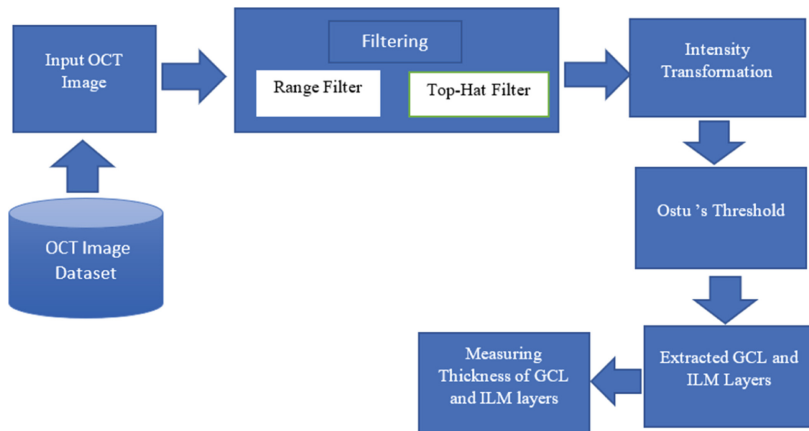 Input OCT
Image
Filtering
Range Filter
Top-Hat Filter
Intensity
Transformation
OCT Image
Dataset
Ostu 's Threshold
Extracted GCL and
ILM Layers
Measuring
Thickness of GCL
and ILM layers